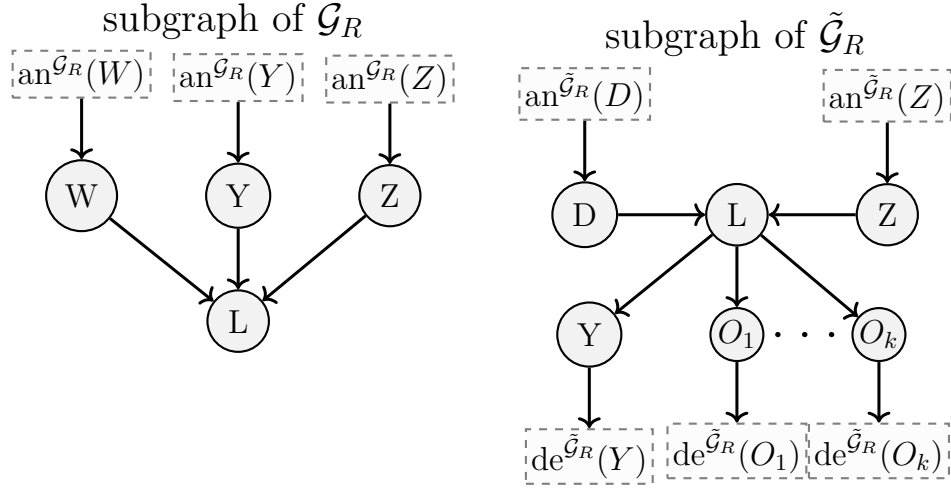 subgraph of 𝒢_R
an^{𝒢_R}(W) an^{𝒢_R}(Y) an^{𝒢_R}(Z)
W Y Z
L
subgraph of 𝒢̃_R
an^{𝒢̃_R}(D) an^{𝒢̃_R}(Z)
D L Z
Y O_1 · · · O_k
de^{𝒢̃_R}(Y) de^{𝒢̃_R}(O_1) de^{𝒢̃_R}(O_k)